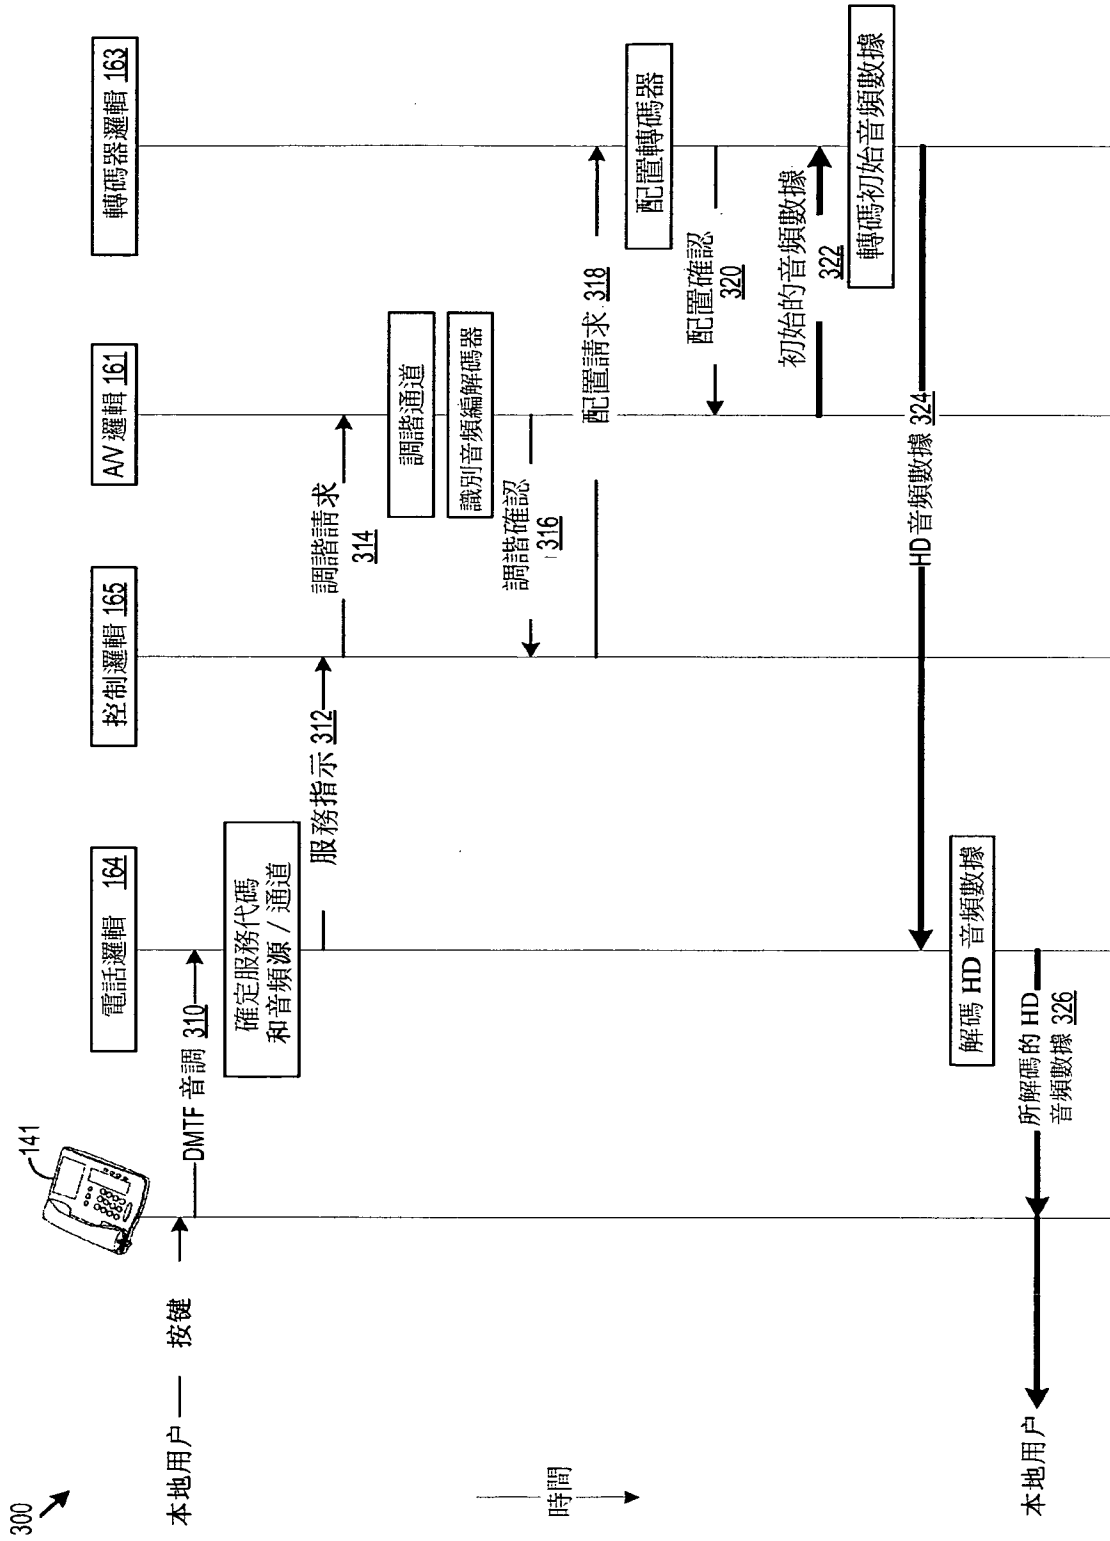 300
141
電話邏輯 164
控制邏輯 165
A/V 邏輯 161
轉碼器邏輯 163
本地用户
按键
DMTF 音調 310
確定服務代碼
和音頻源 / 通道
服務指示 312
調諧請求
314
調諧通道
識別音頻編解碼器
調諧確認
316
配置請求 318
配置轉碼器
配置確認
320
初始的音頻數據
322
轉碼初始音頻數據
HD音頻數據 324
時間
解碼 HD 音頻數據
本地用户
所解碼的 HD
音頻數據 326